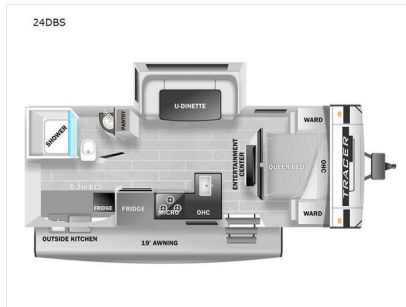 24DBS
U-DINETTE
PANTRY
SHOWER
WARD
ENTERTAINMENT
CENTER
QUEEN BED
OHC
TRACER
BUNK BED
FRIDGE
FRIDGE
MICRO
OHC
WARD
OUTSIDE KITCHEN
19' AWNING